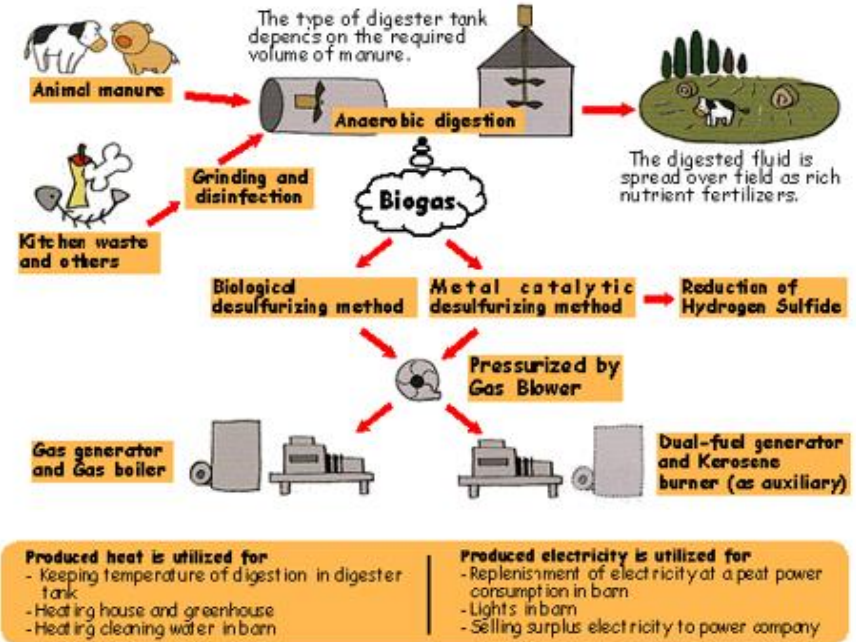 The type of digester tank
depends on the required
volume of manure.
Animal manure
Anaerobic digestion
The digested fluid is
spread over field as rich
nutrient fertilizers.
Grinding and
disinfection
Kitchen waste
and others
Biogas
Biological
desulfurizing method
Metal catalytic
desulfurizing method
Reduction of
Hydrogen Sulfide
Pressurized by
Gas Blower
Gas generator
and Gas boiler
Dual-fuel generator
and Kerosene
burner (as auxiliary)
Produced heat is utilized for
- Keeping temperature of digestion in digester
tank
- Heating house and greenhouse
- Heating cleaning water in barn
Produced electricity is utilized for
- Replenishment of electricity at a peat power
consumption in barn
- Lights in barn
- Selling surplus electricity to power company